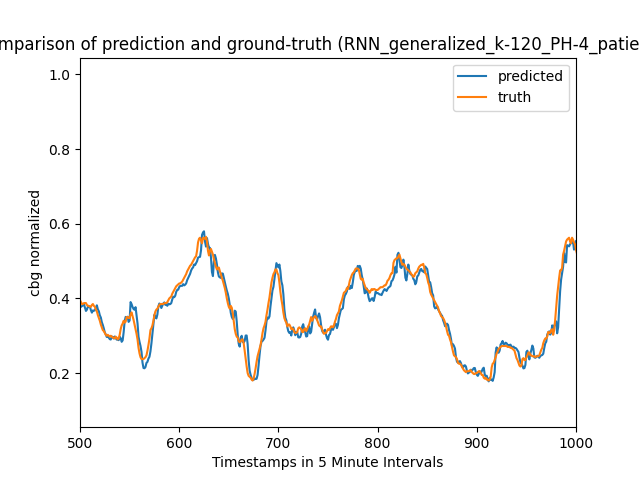 mparison of prediction and ground-truth (RNN_generalized_k-120_PH-4_patie
predicted
truth
1.0
0.8
0.6
0.4
0.2
cbg normalized
500 600 700 800 900 1000
Timestamps in 5 Minute Intervals